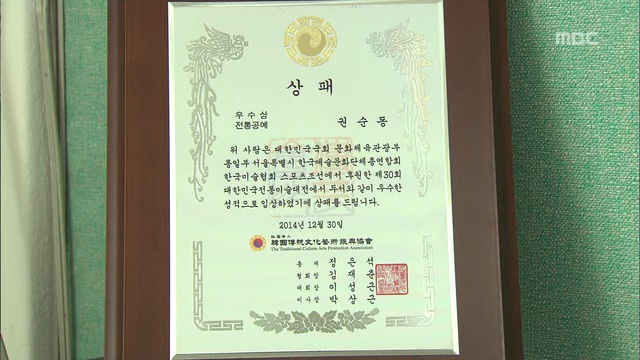 MBC
상 패
우수상
전통공예
권 순 동
위 사람은 대한민국국회 문화체육관광부
통일부 서울특별시 한국예술문화단체총연합회
한국미술협회 스포츠조선에서 후원한 제30회
대한민국전통미술대전에서 두서와 같이 우수한
성적으로 입상하였기에 상패를 드립니다.
2014년 12월 30일
社團法人
韓國傳統文化藝術振興協會
The Traditional Culture Arts Promotion Association
총 재 정 은 석
협회장 김 재 춘
대회장 이 성 근
이사장 박 상 근